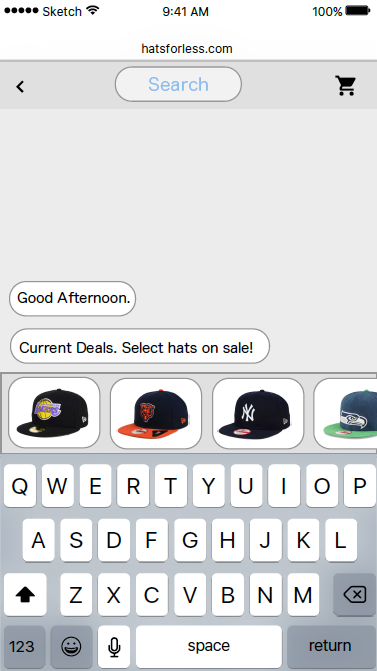 Sketch 9:41 AM 100%
hatsforless.com
Search
Good Afternoon.
Current Deals. Select hats on sale!
Q W E R T Y U I O P
A S D F G H J K L
Z X C V B N M
123 space return